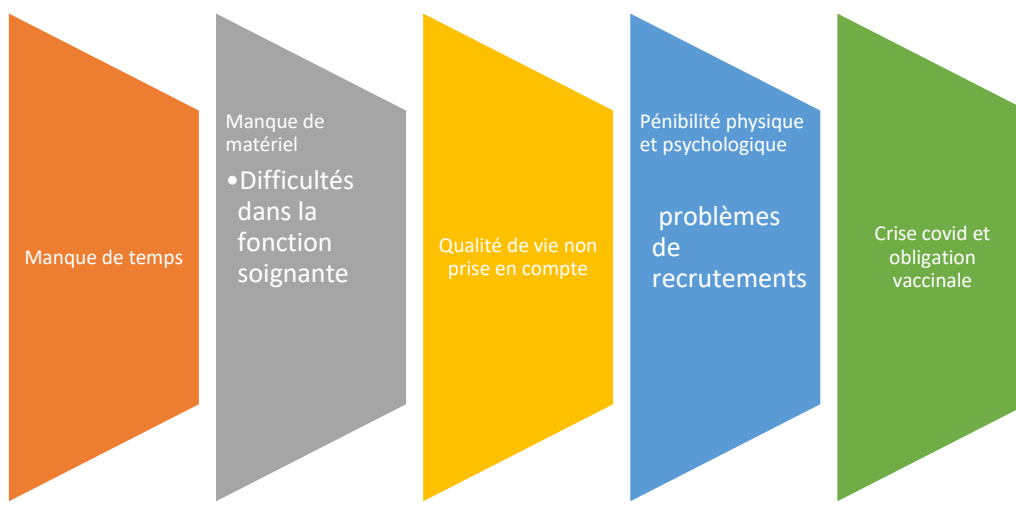 Manque de temps
Manque de
matériel
•Difficultés
dans la
fonction
soignante
Qualité de vie non
prise en compte
Pénibilité physique
et psychologique
problèmes
de
recrutements
Crise covid et
obligation
vaccinale